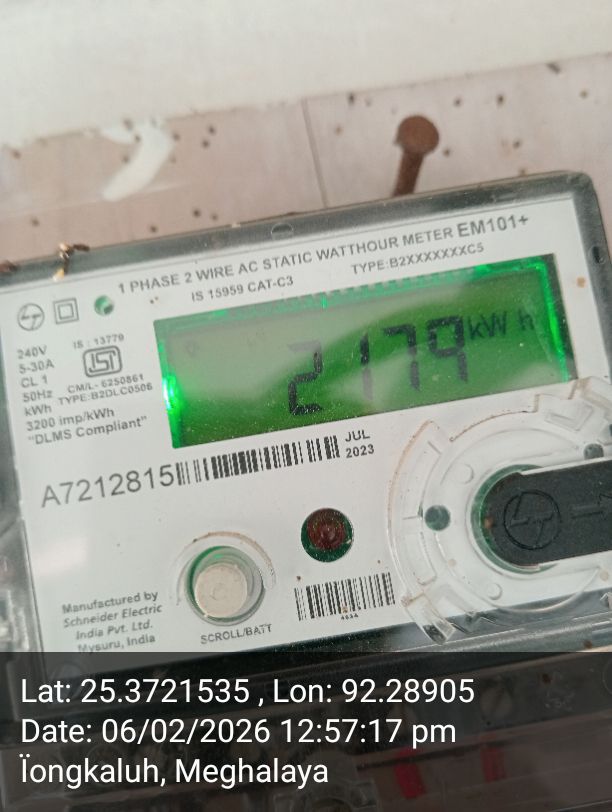 1 PHASE 2 WIRE AC STATIC WATTHOUR METER EM101+
IS 15959 CAT-C3 TYPE:B2XXXXXXXC5
240V
5-30A
CL 1
50Hz
kWh
3200 imp/kWh
"DLMS Compliant"
IS : 13779
ISI
CM/L- 6250861
TYPE:B2DLC0506
2179 kWh
A7212815
JUL
2023
Manufactured by
Schneider Electric
India Pvt. Ltd.
Mysuru, India
SCROLL/BATT
LT
Lat: 25.3721535 , Lon: 92.28905
Date: 06/02/2026 12:57:17 pm
Ïongkaluh, Meghalaya